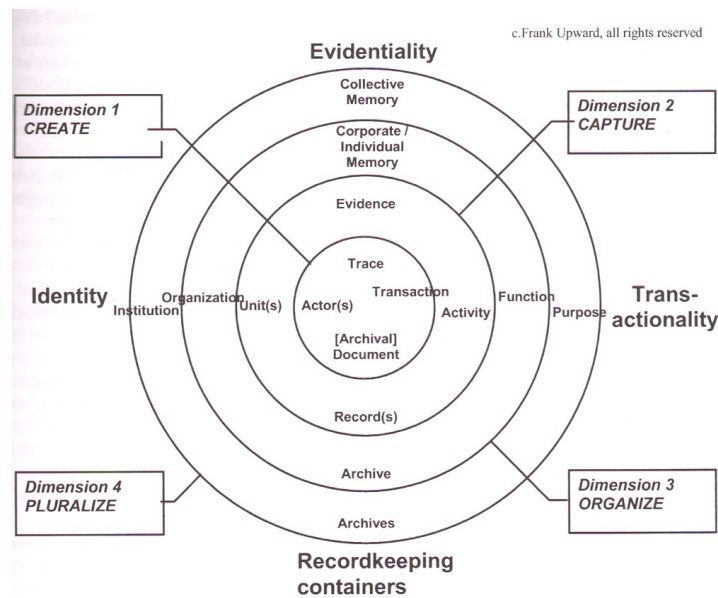 c.Frank Upward, all rights reserved
Evidentiality
Dimension 1
CREATE
Dimension 2
CAPTURE
Collective
Memory
Corporate /
Individual
Memory
Evidence
Trace
Identity
Institution
Organization
Unit(s)
Actor(s)
Transaction
Activity
Function
Purpose
Trans-
actionality
[Archival]
Document
Record(s)
Archive
Archives
Dimension 4
PLURALIZE
Dimension 3
ORGANIZE
Recordkeeping
containers